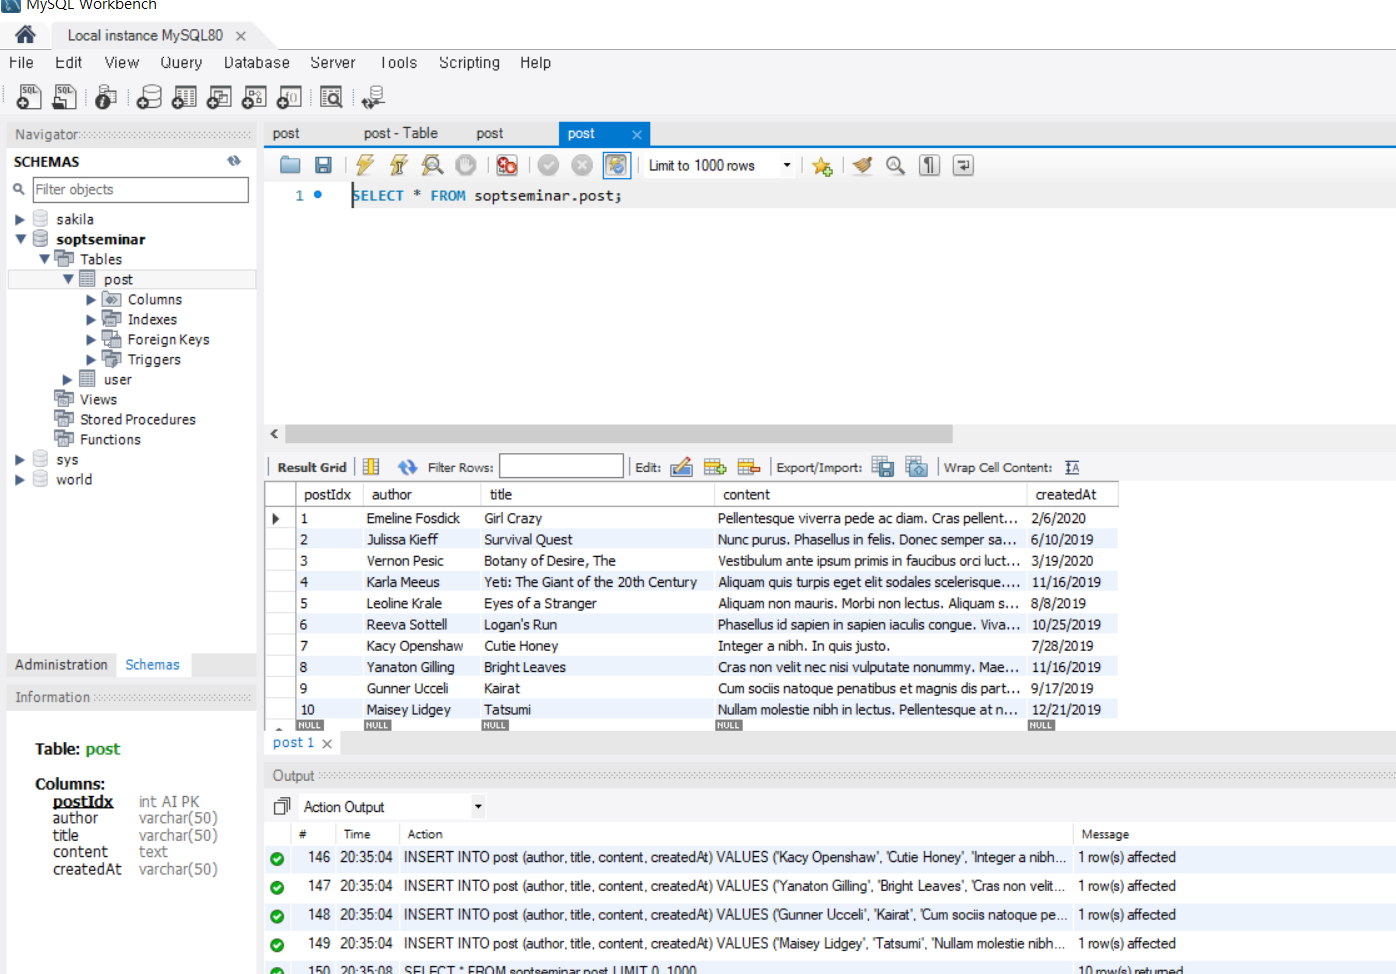 MySQL Workbench
Local instance MySQL80
File Edit View Query Database Server Tools Scripting Help
Navigator
SCHEMAS
Filter objects
sakila
soptseminar
Tables
post
Columns
Indexes
Foreign Keys
Triggers
user
Views
Stored Procedures
Functions
sys
world
Administration Schemas
Information
Table: post
Columns:
postIdx int AI PK
author varchar(50)
title varchar(50)
content text
createdAt varchar(50)
post post - Table post post
Limit to 1000 rows
1 SELECT * FROM soptseminar.post;
Result Grid Filter Rows: Edit: Export/Import: Wrap Cell Content:
postIdx author title content createdAt
1 Emeline Fosdick Girl Crazy Pellentesque viverra pede ac diam. Cras pellent... 2/6/2020
2 Julissa Kieff Survival Quest Nunc purus. Phasellus in felis. Donec semper sa... 6/10/2019
3 Vernon Pesic Botany of Desire, The Vestibulum ante ipsum primis in faucibus orci luct... 3/19/2020
4 Karla Meeus Yeti: The Giant of the 20th Century Aliquam quis turpis eget elit sodales scelerisque.... 11/16/2019
5 Leoline Krale Eyes of a Stranger Aliquam non mauris. Morbi non lectus. Aliquam s... 8/8/2019
6 Reeva Sottell Logan's Run Phasellus id sapien in sapien iaculis congue. Viva... 10/25/2019
7 Kacy Openshaw Cutie Honey Integer a nibh. In quis justo. 7/28/2019
8 Yanaton Gilling Bright Leaves Cras non velit nec nisi vulputate nonummy. Mae... 11/16/2019
9 Gunner Ucceli Kairat Cum sociis natoque penatibus et magnis dis part... 9/17/2019
10 Maisey Lidgey Tatsumi Nullam molestie nibh in lectus. Pellentesque at n... 12/21/2019
NULL NULL NULL NULL NULL
post 1
Output
Action Output
# Time Action Message
146 20:35:04 INSERT INTO post (author, title, content, createdAt) VALUES ('Kacy Openshaw', 'Cutie Honey', 'Integer a nibh... 1 row(s) affected
147 20:35:04 INSERT INTO post (author, title, content, createdAt) VALUES ('Yanaton Gilling', 'Bright Leaves', 'Cras non velit... 1 row(s) affected
148 20:35:04 INSERT INTO post (author, title, content, createdAt) VALUES ('Gunner Ucceli', 'Kairat', 'Cum sociis natoque pe... 1 row(s) affected
149 20:35:04 INSERT INTO post (author, title, content, createdAt) VALUES ('Maisey Lidgey', 'Tatsumi', 'Nullam molestie nibh... 1 row(s) affected
150 20:35:08 SELECT * FROM soptseminar.post LIMIT 0, 1000 10 row(s) returned